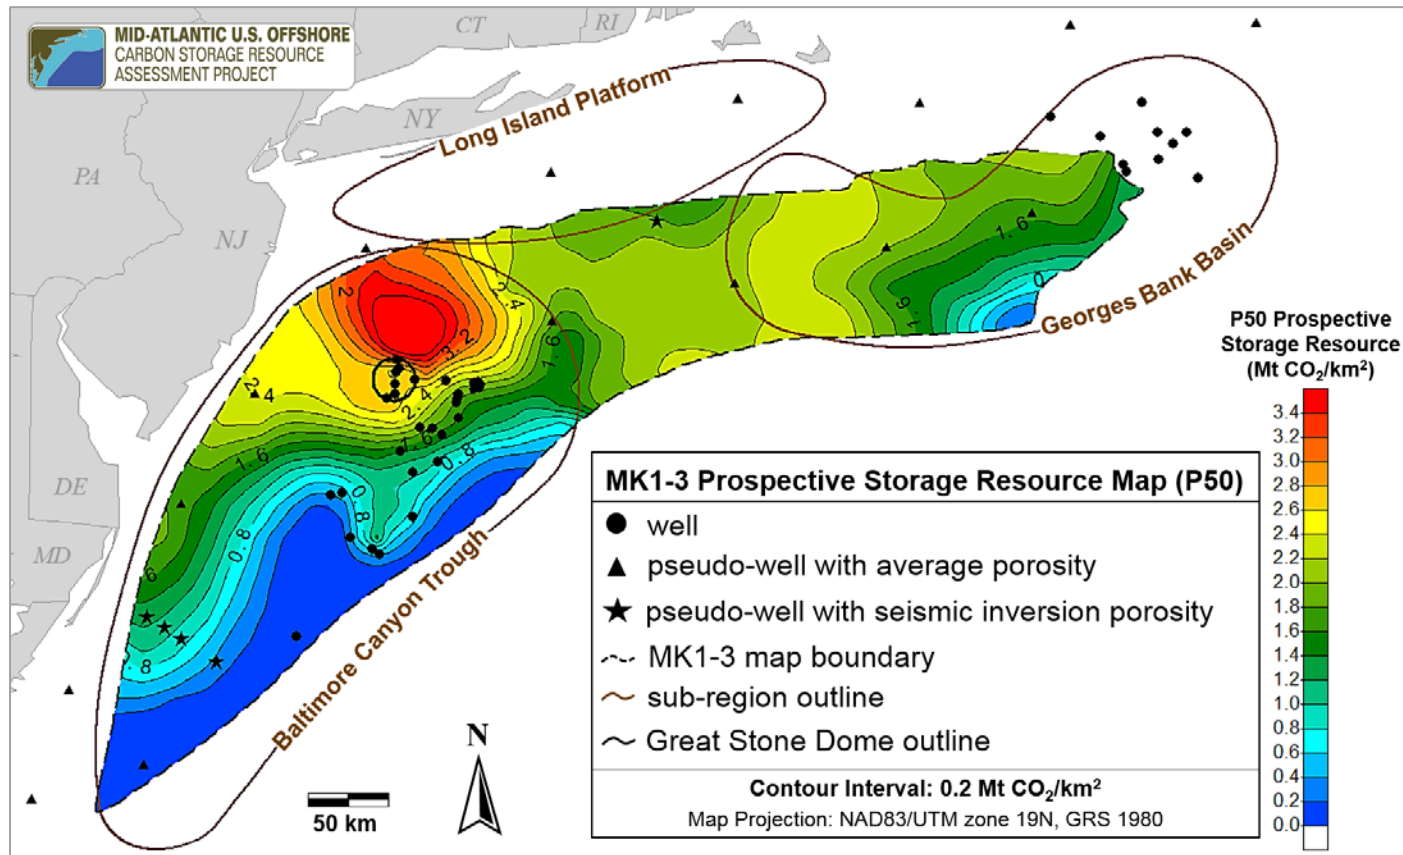 MID-ATLANTIC U.S. OFFSHORE
CARBON STORAGE RESOURCE
ASSESSMENT PROJECT
CT
RI
NY
PA
NJ
DE
MD
Long Island Platform
Georges Bank Basin
Baltimore Canyon Trough
2
2.4
3.2
2.4
2.4
1.6
1.6
1.6
0
1.6
1.6
0.8
0.8
0.8
6
.8
N
50 km
P50 Prospective
Storage Resource
(Mt CO₂/km²)
3.4
3.2
3.0
2.8
2.6
2.4
2.2
2.0
1.8
1.6
1.4
1.2
1.0
0.8
0.6
0.4
0.2
0.0
MK1-3 Prospective Storage Resource Map (P50)
well
pseudo-well with average porosity
pseudo-well with seismic inversion porosity
MK1-3 map boundary
sub-region outline
Great Stone Dome outline
Contour Interval: 0.2 Mt CO₂/km²
Map Projection: NAD83/UTM zone 19N, GRS 1980